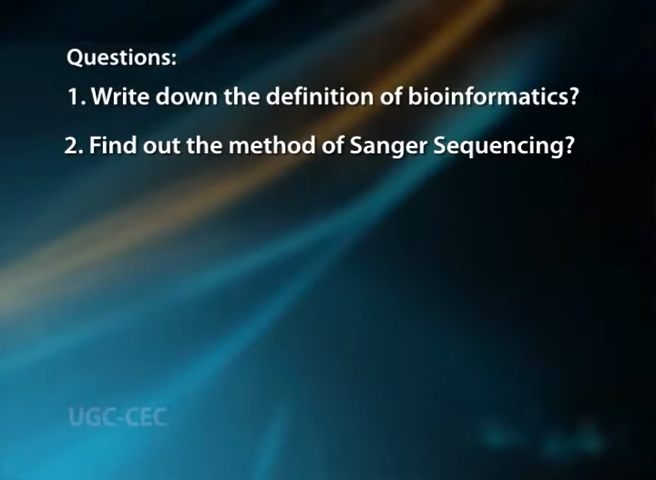 Questions:
1. Write down the definition of bioinformatics?
2. Find out the method of Sanger Sequencing?
UGC-CEC